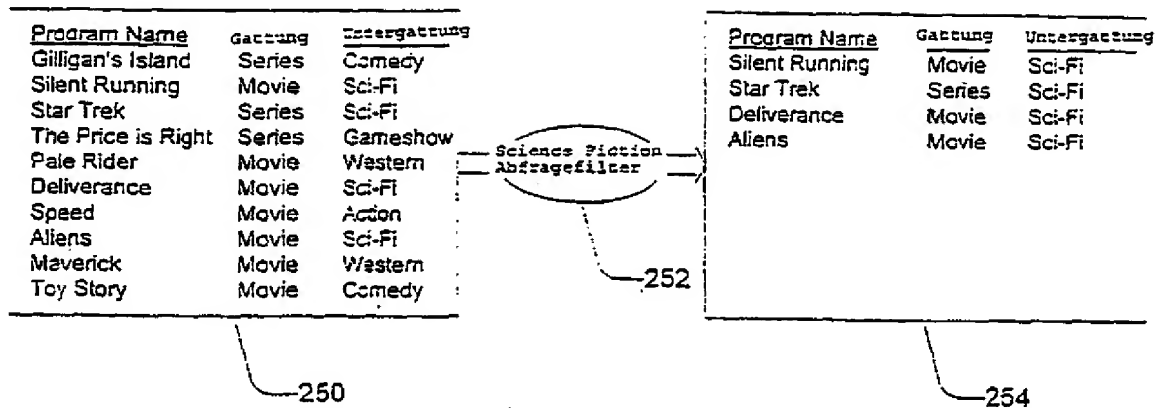 Program Name Gattung Untergattung
Gilligan's Island Series Comedy
Silent Running Movie Sci-Fi
Star Trek Series Sci-Fi
The Price is Right Series Gameshow
Pale Rider Movie Western
Deliverance Movie Sci-Fi
Speed Movie Action
Aliens Movie Sci-Fi
Maverick Movie Western
Toy Story Movie Comedy
250
Science Fiction
Abfragefilter
252
Program Name Gattung Untergattung
Silent Running Movie Sci-Fi
Star Trek Series Sci-Fi
Deliverance Movie Sci-Fi
Aliens Movie Sci-Fi
254